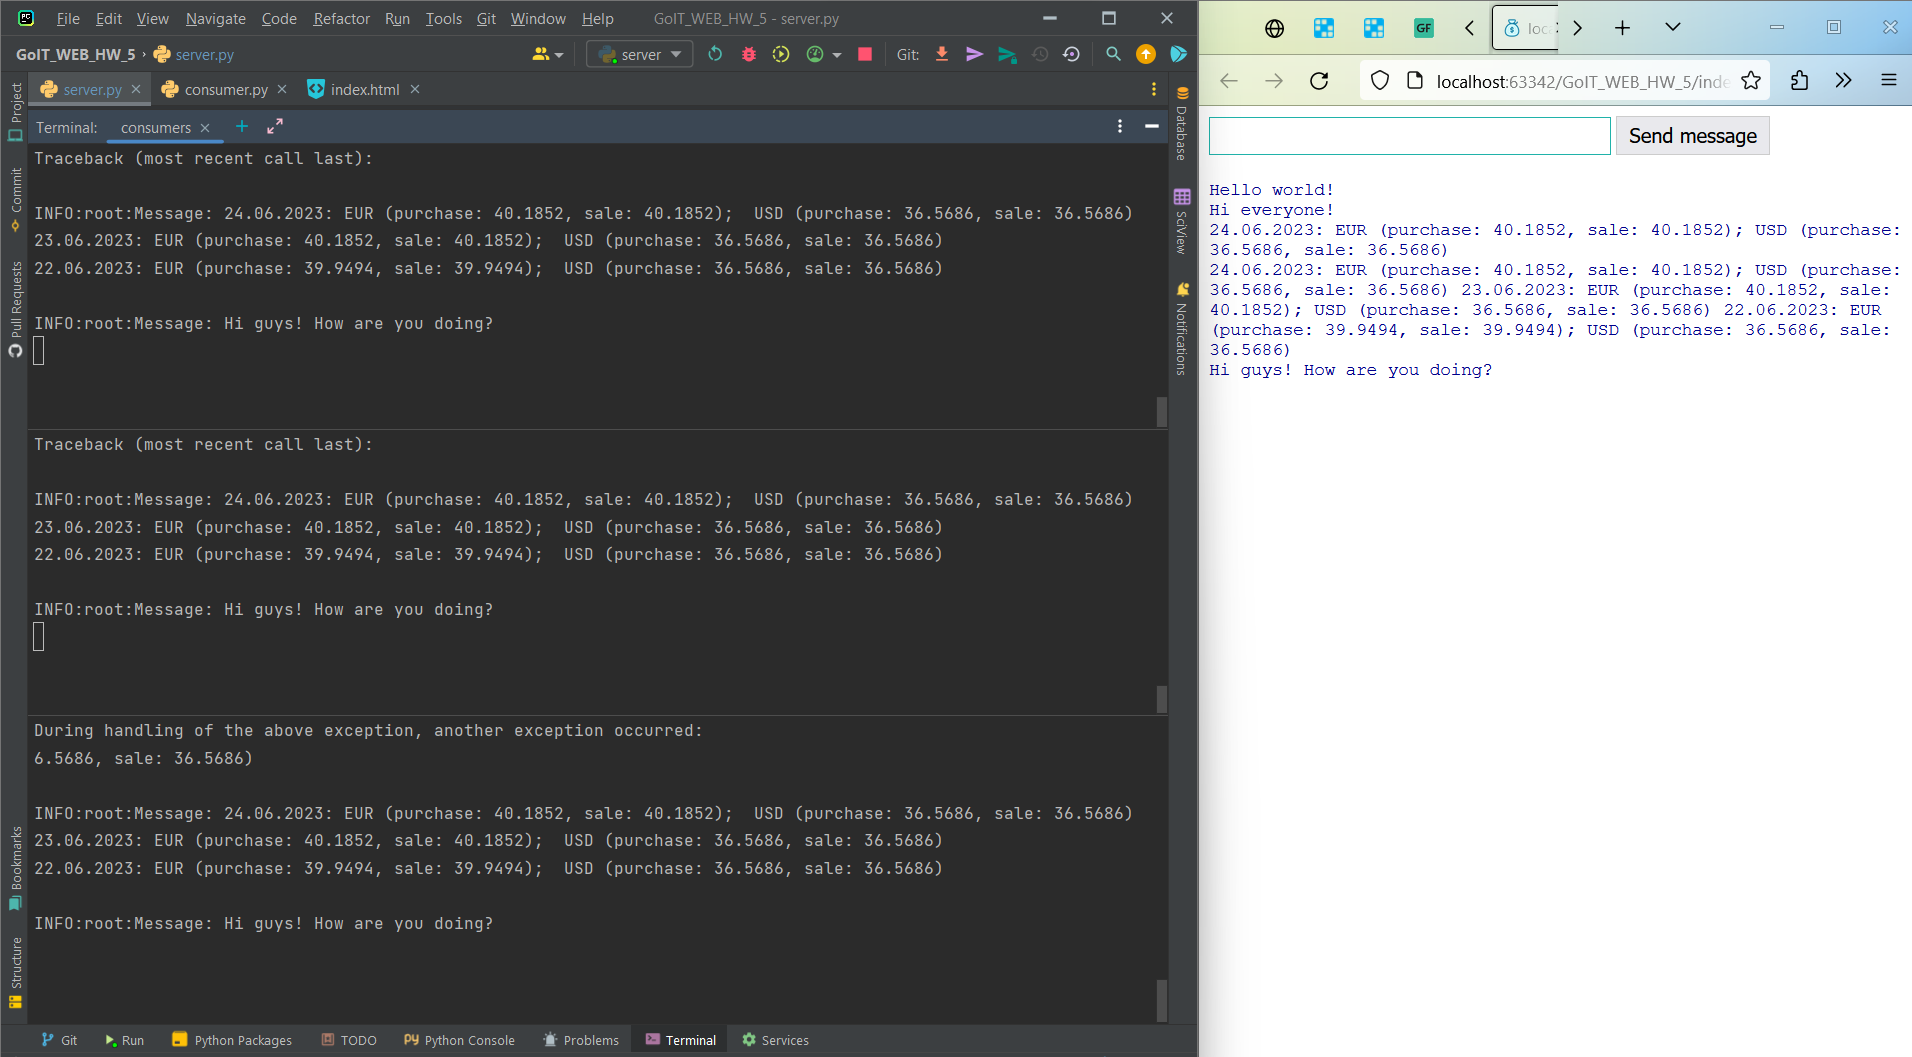 PC File Edit View Navigate Code Refactor Run Tools Git Window Help GoIT_WEB_HW_5 - server.py
GoIT_WEB_HW_5 › server.py server Git:
server.py consumer.py index.html
Terminal: consumers
Traceback (most recent call last):
INFO:root:Message: 24.06.2023: EUR (purchase: 40.1852, sale: 40.1852);  USD (purchase: 36.5686, sale: 36.5686)
23.06.2023: EUR (purchase: 40.1852, sale: 40.1852);  USD (purchase: 36.5686, sale: 36.5686)
22.06.2023: EUR (purchase: 39.9494, sale: 39.9494);  USD (purchase: 36.5686, sale: 36.5686)
INFO:root:Message: Hi guys! How are you doing?
Traceback (most recent call last):
INFO:root:Message: 24.06.2023: EUR (purchase: 40.1852, sale: 40.1852);  USD (purchase: 36.5686, sale: 36.5686)
23.06.2023: EUR (purchase: 40.1852, sale: 40.1852);  USD (purchase: 36.5686, sale: 36.5686)
22.06.2023: EUR (purchase: 39.9494, sale: 39.9494);  USD (purchase: 36.5686, sale: 36.5686)
INFO:root:Message: Hi guys! How are you doing?
During handling of the above exception, another exception occurred:
6.5686, sale: 36.5686)
INFO:root:Message: 24.06.2023: EUR (purchase: 40.1852, sale: 40.1852);  USD (purchase: 36.5686, sale: 36.5686)
23.06.2023: EUR (purchase: 40.1852, sale: 40.1852);  USD (purchase: 36.5686, sale: 36.5686)
22.06.2023: EUR (purchase: 39.9494, sale: 39.9494);  USD (purchase: 36.5686, sale: 36.5686)
INFO:root:Message: Hi guys! How are you doing?
Project
Commit
Pull Requests
Bookmarks
Structure
Database
SciView
Notifications
Git Run Python Packages TODO Python Console Problems Terminal Services
GF loc
localhost:63342/GoIT_WEB_HW_5/inde
Send message
Hello world!
Hi everyone!
24.06.2023: EUR (purchase: 40.1852, sale: 40.1852); USD (purchase:
36.5686, sale: 36.5686)
24.06.2023: EUR (purchase: 40.1852, sale: 40.1852); USD (purchase:
36.5686, sale: 36.5686) 23.06.2023: EUR (purchase: 40.1852, sale:
40.1852); USD (purchase: 36.5686, sale: 36.5686) 22.06.2023: EUR
(purchase: 39.9494, sale: 39.9494); USD (purchase: 36.5686, sale:
36.5686)
Hi guys! How are you doing?